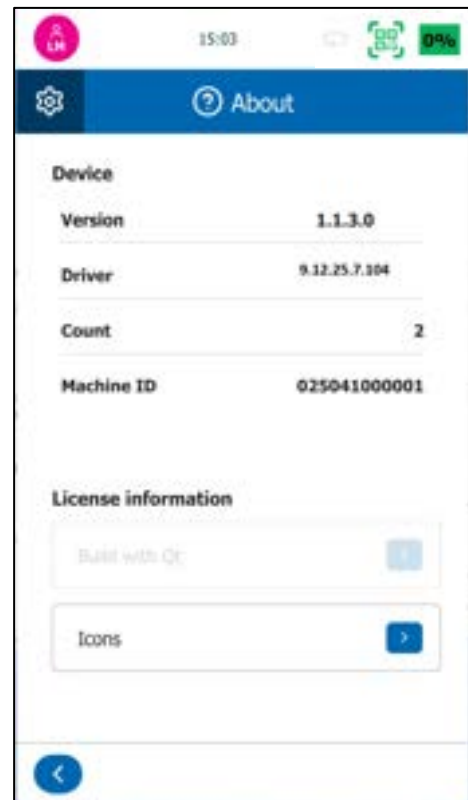 LM
15:03
0%
About
Device
Version 1.1.3.0
Driver 9.12.25.7.104
Count 2
Machine ID 025041000001
License information
Build with Qt
Icons